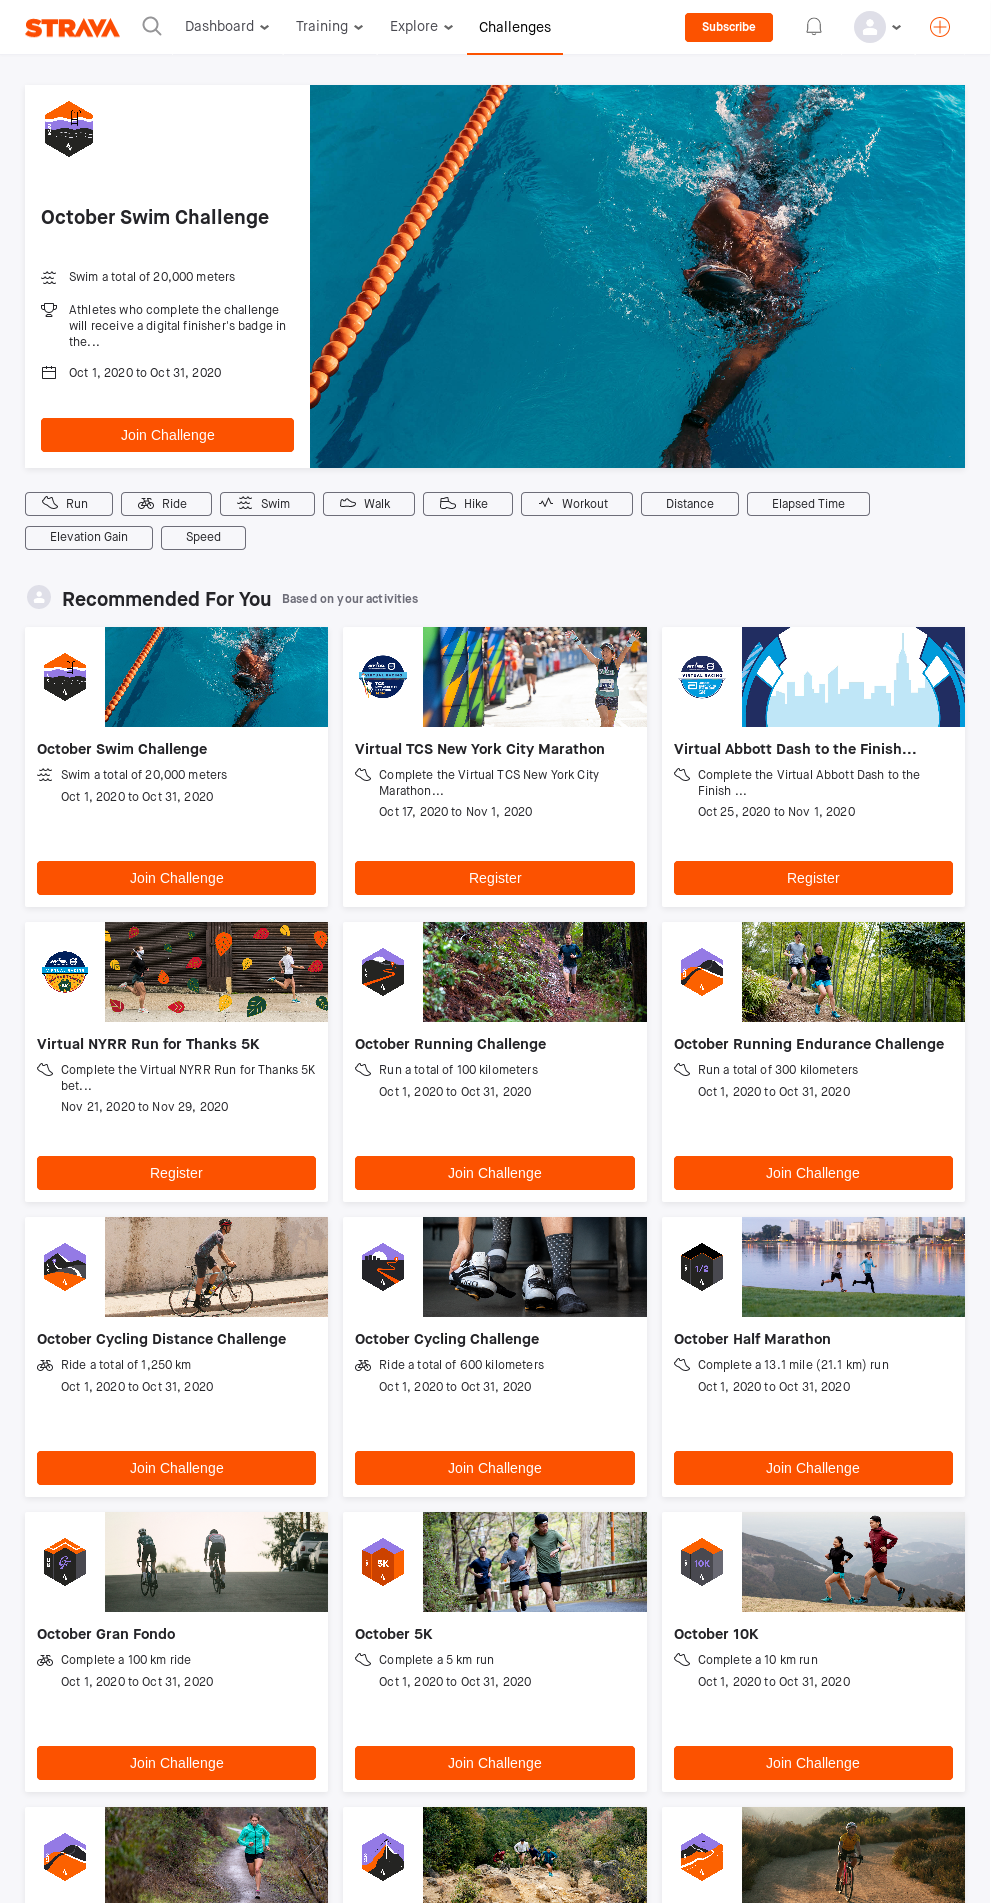 STRAVA Dashboard Training Explore Challenges Subscribe
October Swim Challenge
Swim a total of 20,000 meters
Athletes who complete the challenge
will receive a digital finisher's badge in
the...
Oct 1, 2020 to Oct 31, 2020
Join Challenge
Run Ride Swim Walk Hike Workout Distance Elapsed Time
Elevation Gain Speed
Recommended For You Based on your activities
October Swim Challenge
Swim a total of 20,000 meters
Oct 1, 2020 to Oct 31, 2020
Join Challenge
VIRTUAL RACING
TCS
Virtual TCS New York City Marathon
Complete the Virtual TCS New York City
Marathon...
Oct 17, 2020 to Nov 1, 2020
Register
VIRTUAL RACING
Virtual Abbott Dash to the Finish...
Complete the Virtual Abbott Dash to the
Finish ...
Oct 25, 2020 to Nov 1, 2020
Register
VIRTUAL RACING
Virtual NYRR Run for Thanks 5K
Complete the Virtual NYRR Run for Thanks 5K
bet...
Nov 21, 2020 to Nov 29, 2020
Register
October Running Challenge
Run a total of 100 kilometers
Oct 1, 2020 to Oct 31, 2020
Join Challenge
October Running Endurance Challenge
Run a total of 300 kilometers
Oct 1, 2020 to Oct 31, 2020
Join Challenge
October Cycling Distance Challenge
Ride a total of 1,250 km
Oct 1, 2020 to Oct 31, 2020
Join Challenge
October Cycling Challenge
Ride a total of 600 kilometers
Oct 1, 2020 to Oct 31, 2020
Join Challenge
1/2
October Half Marathon
Complete a 13.1 mile (21.1 km) run
Oct 1, 2020 to Oct 31, 2020
Join Challenge
October Gran Fondo
Complete a 100 km ride
Oct 1, 2020 to Oct 31, 2020
Join Challenge
5K
October 5K
Complete a 5 km run
Oct 1, 2020 to Oct 31, 2020
Join Challenge
10K
October 10K
Complete a 10 km run
Oct 1, 2020 to Oct 31, 2020
Join Challenge